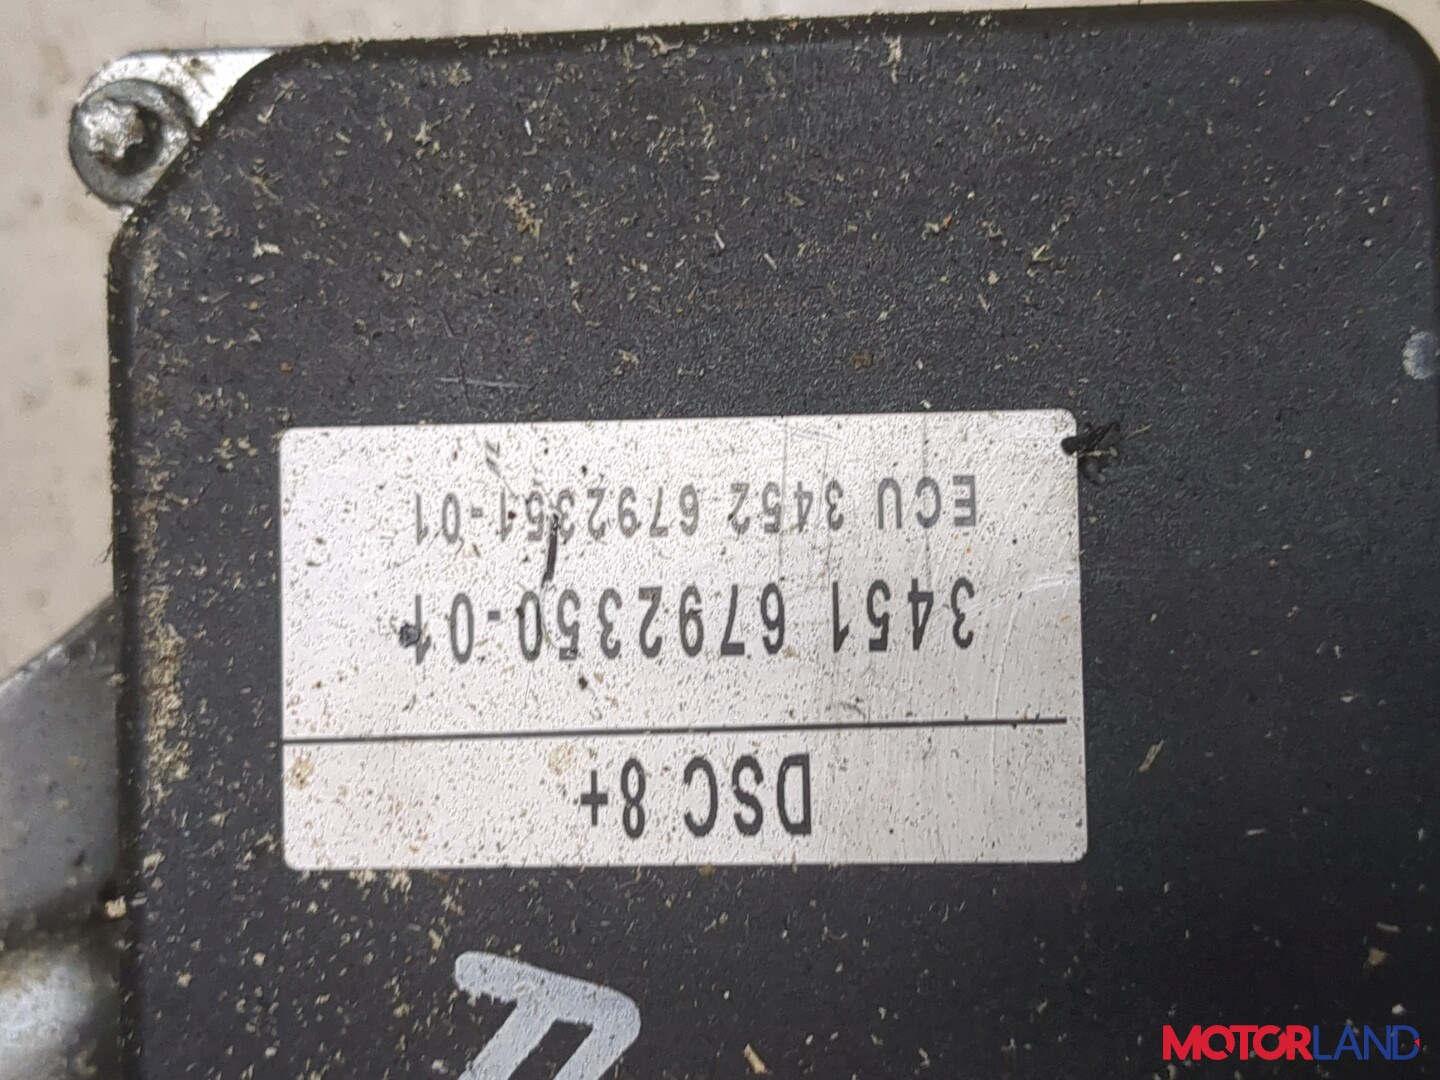 DSC 8+
3451 6792350-01
ECU 3452 6792351-01
MOTORLAND